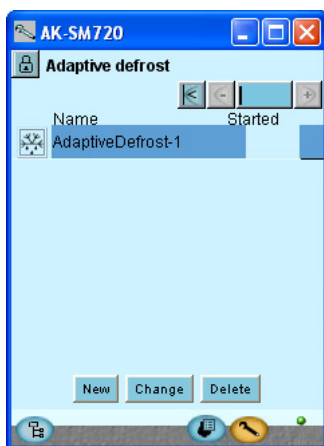 AK-SM720
Adaptive defrost
Name Started
AdaptiveDefrost-1
New Change Delete